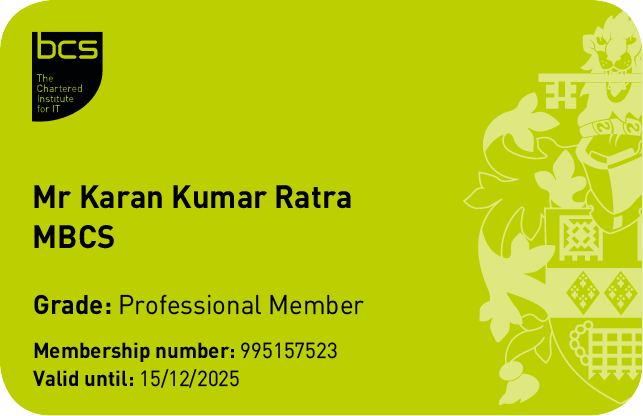 bcs
The
Chartered
Institute
for IT
Mr Karan Kumar Ratra
MBCS
Grade: Professional Member
Membership number: 995157523
Valid until: 15/12/2025